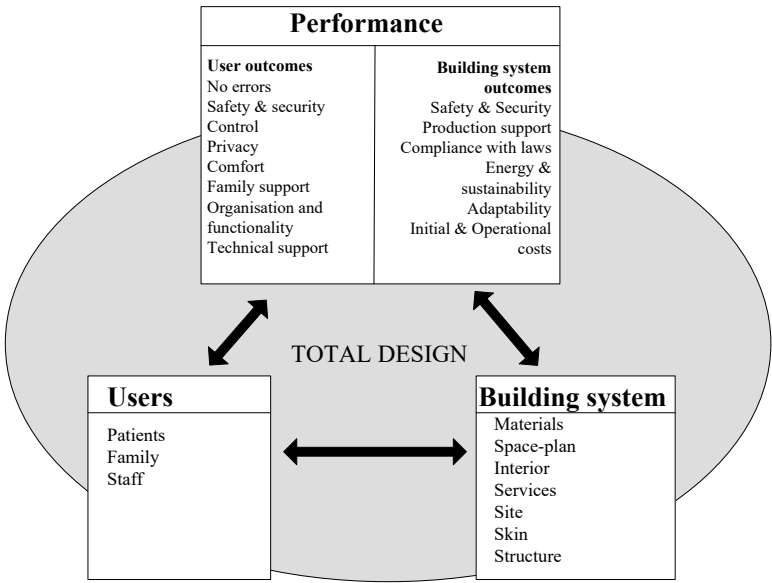 Performance
User outcomes
No errors
Safety & security
Control
Privacy
Comfort
Family support
Organisation and
functionality
Technical support
Building system
outcomes
Safety & Security
Production support
Compliance with laws
Energy &
sustainability
Adaptability
Initial & Operational
costs
TOTAL DESIGN
Users
Patients
Family
Staff
Building system
Materials
Space-plan
Interior
Services
Site
Skin
Structure